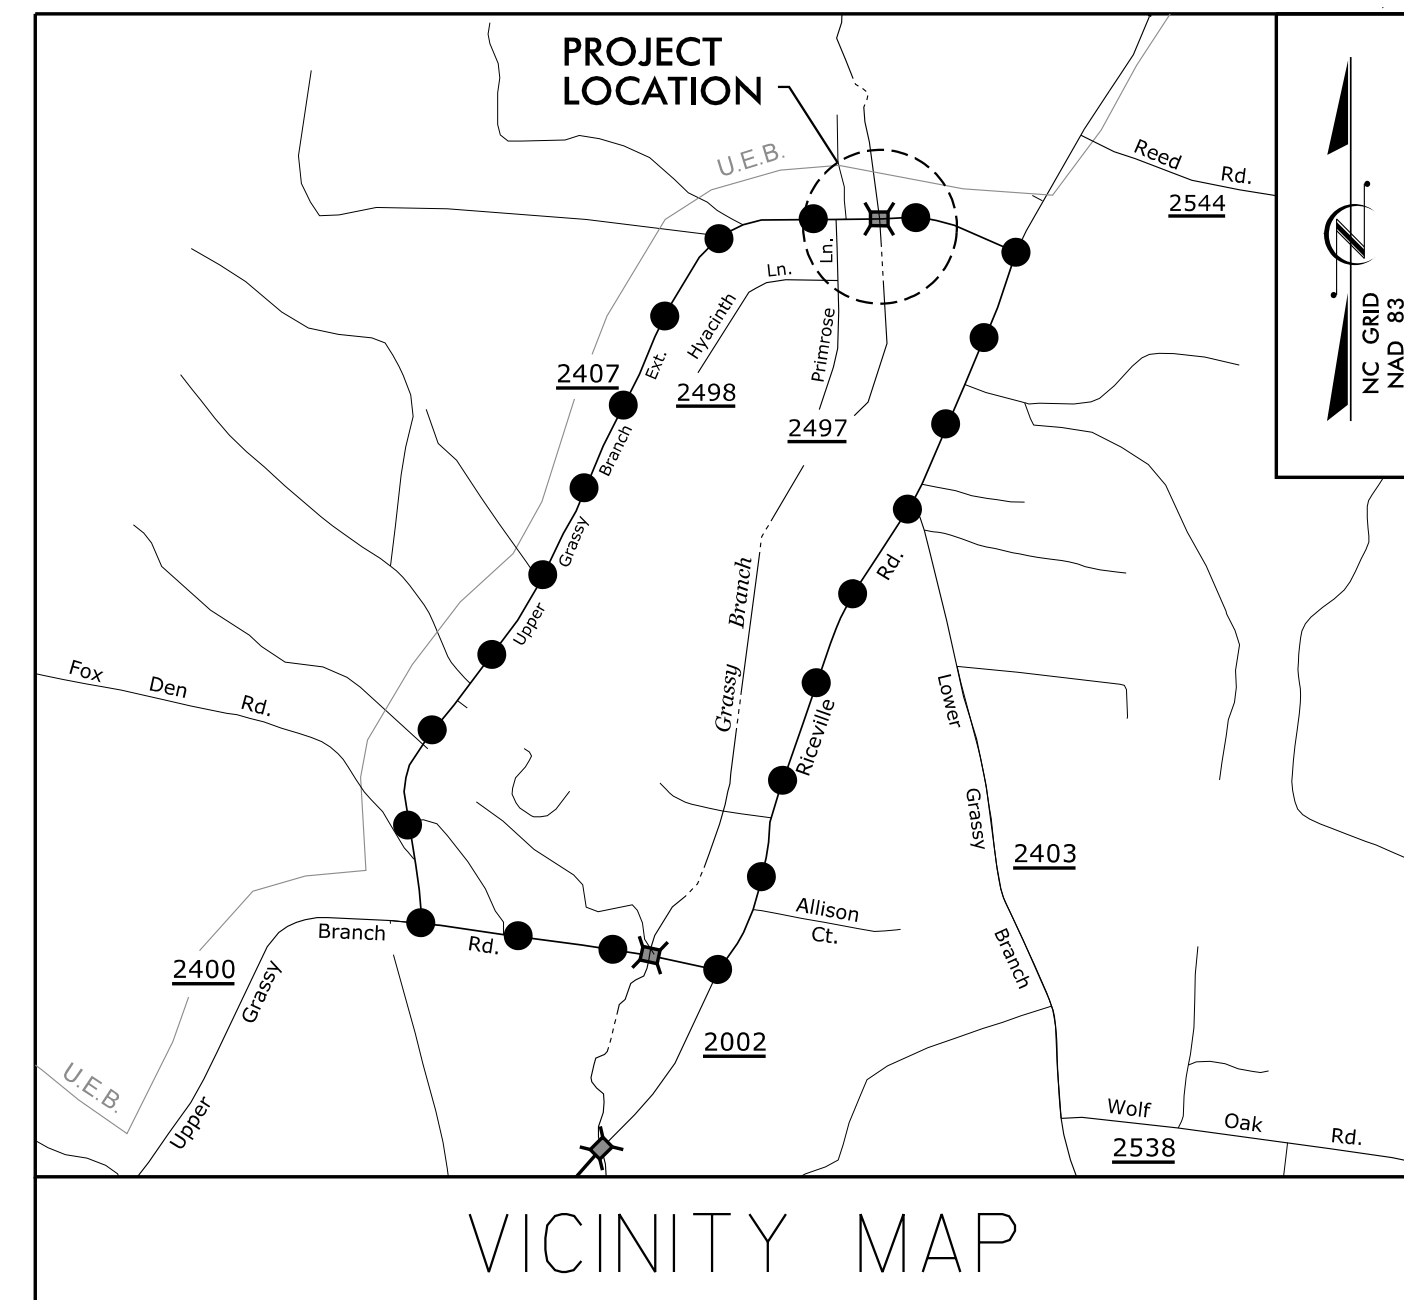 PROJECT
LOCATION
U.E.B.
Reed Rd.
2544
NC GRID
NAD 83
Ln.
Ln.
Hyacinth
Primrose
2407
Ext.
2498
2497
Branch
Grassy
Upper
Grassy Branch
Rd.
Riceville
Fox Den Rd.
Lower
Grassy
Branch
2403
Allison
Ct.
Branch Rd.
2400
Grassy
Upper
U.E.B.
2002
Wolf Oak Rd.
2538
VICINITY MAP